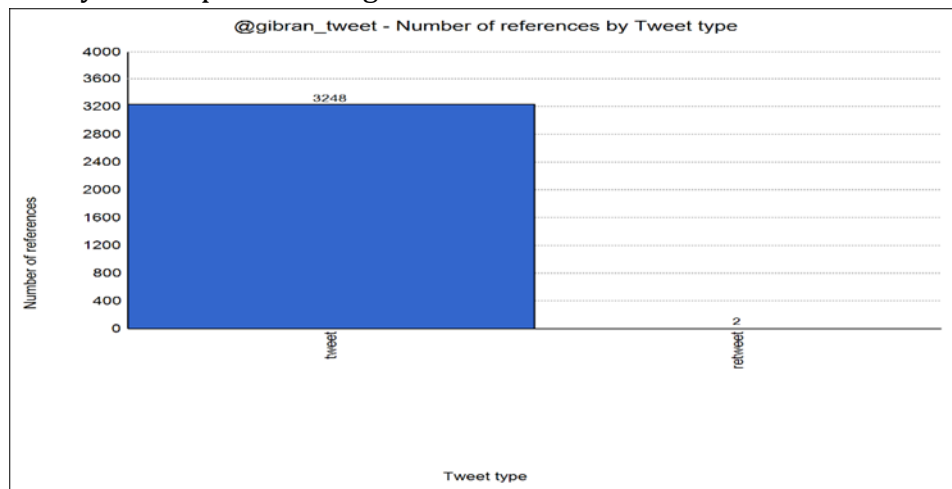 @gibran_tweet - Number of references by Tweet type
4000
3600
3200
2800
2400
2000
1600
1200
800
400
0
3248
2
Number of references
tweet
retweet
Tweet type